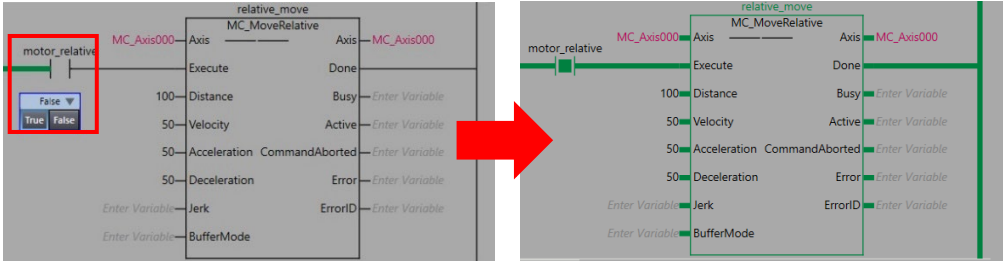 relative_move
MC_MoveRelative
MC_Axis000 Axis Axis MC_Axis000
motor_relative
Execute Done
False ▼
True False
100 Distance Busy Enter Variable
50 Velocity Active Enter Variable
50 Acceleration CommandAborted Enter Variable
50 Deceleration Error Enter Variable
Enter Variable Jerk ErrorID Enter Variable
Enter Variable BufferMode
relative_move
MC_MoveRelative
MC_Axis000 Axis Axis MC_Axis000
motor_relative
Execute Done
100 Distance Busy Enter Variable
50 Velocity Active Enter Variable
50 Acceleration CommandAborted Enter Variable
50 Deceleration Error Enter Variable
Enter Variable Jerk ErrorID Enter Variable
Enter Variable BufferMode